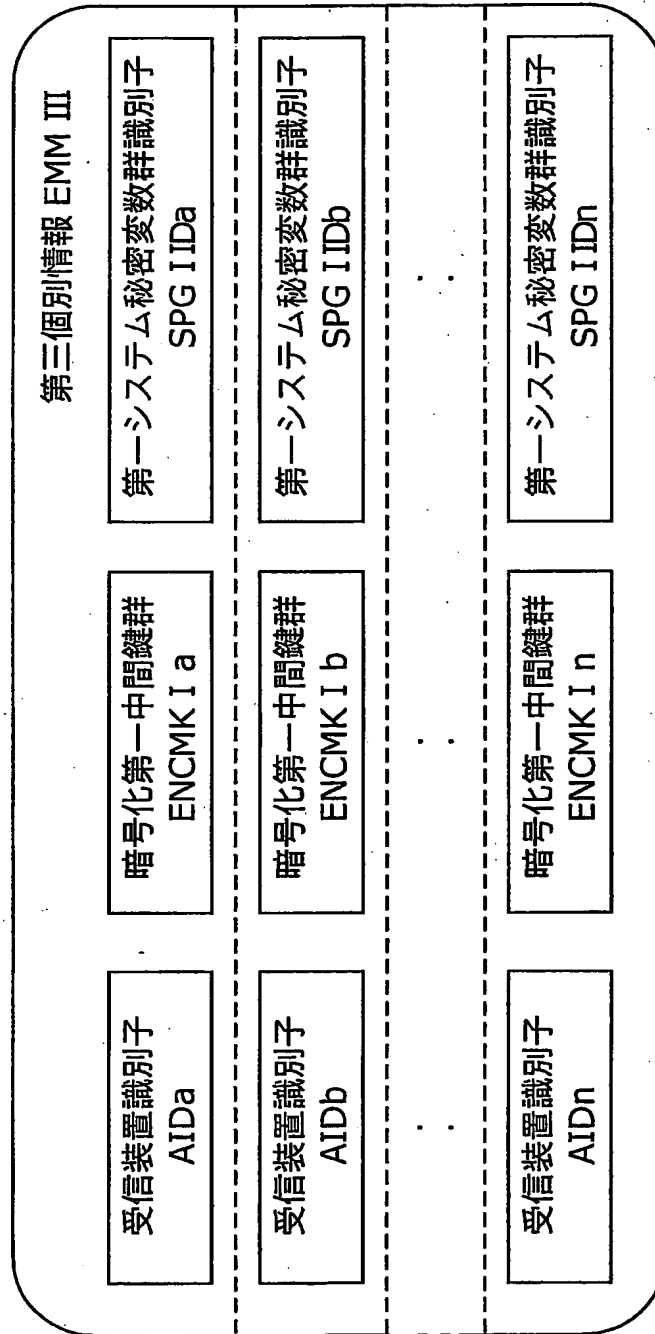 第三個別情報 EMM III
受信装置識別子
AIDa
暗号化第一中間鍵群
ENCMK I a
第一システム秘密変数群識別子
SPG I IDa
受信装置識別子
AIDb
暗号化第一中間鍵群
ENCMK I b
第一システム秘密変数群識別子
SPG I IDb
受信装置識別子
AIDn
暗号化第一中間鍵群
ENCMK I n
第一システム秘密変数群識別子
SPG I IDn